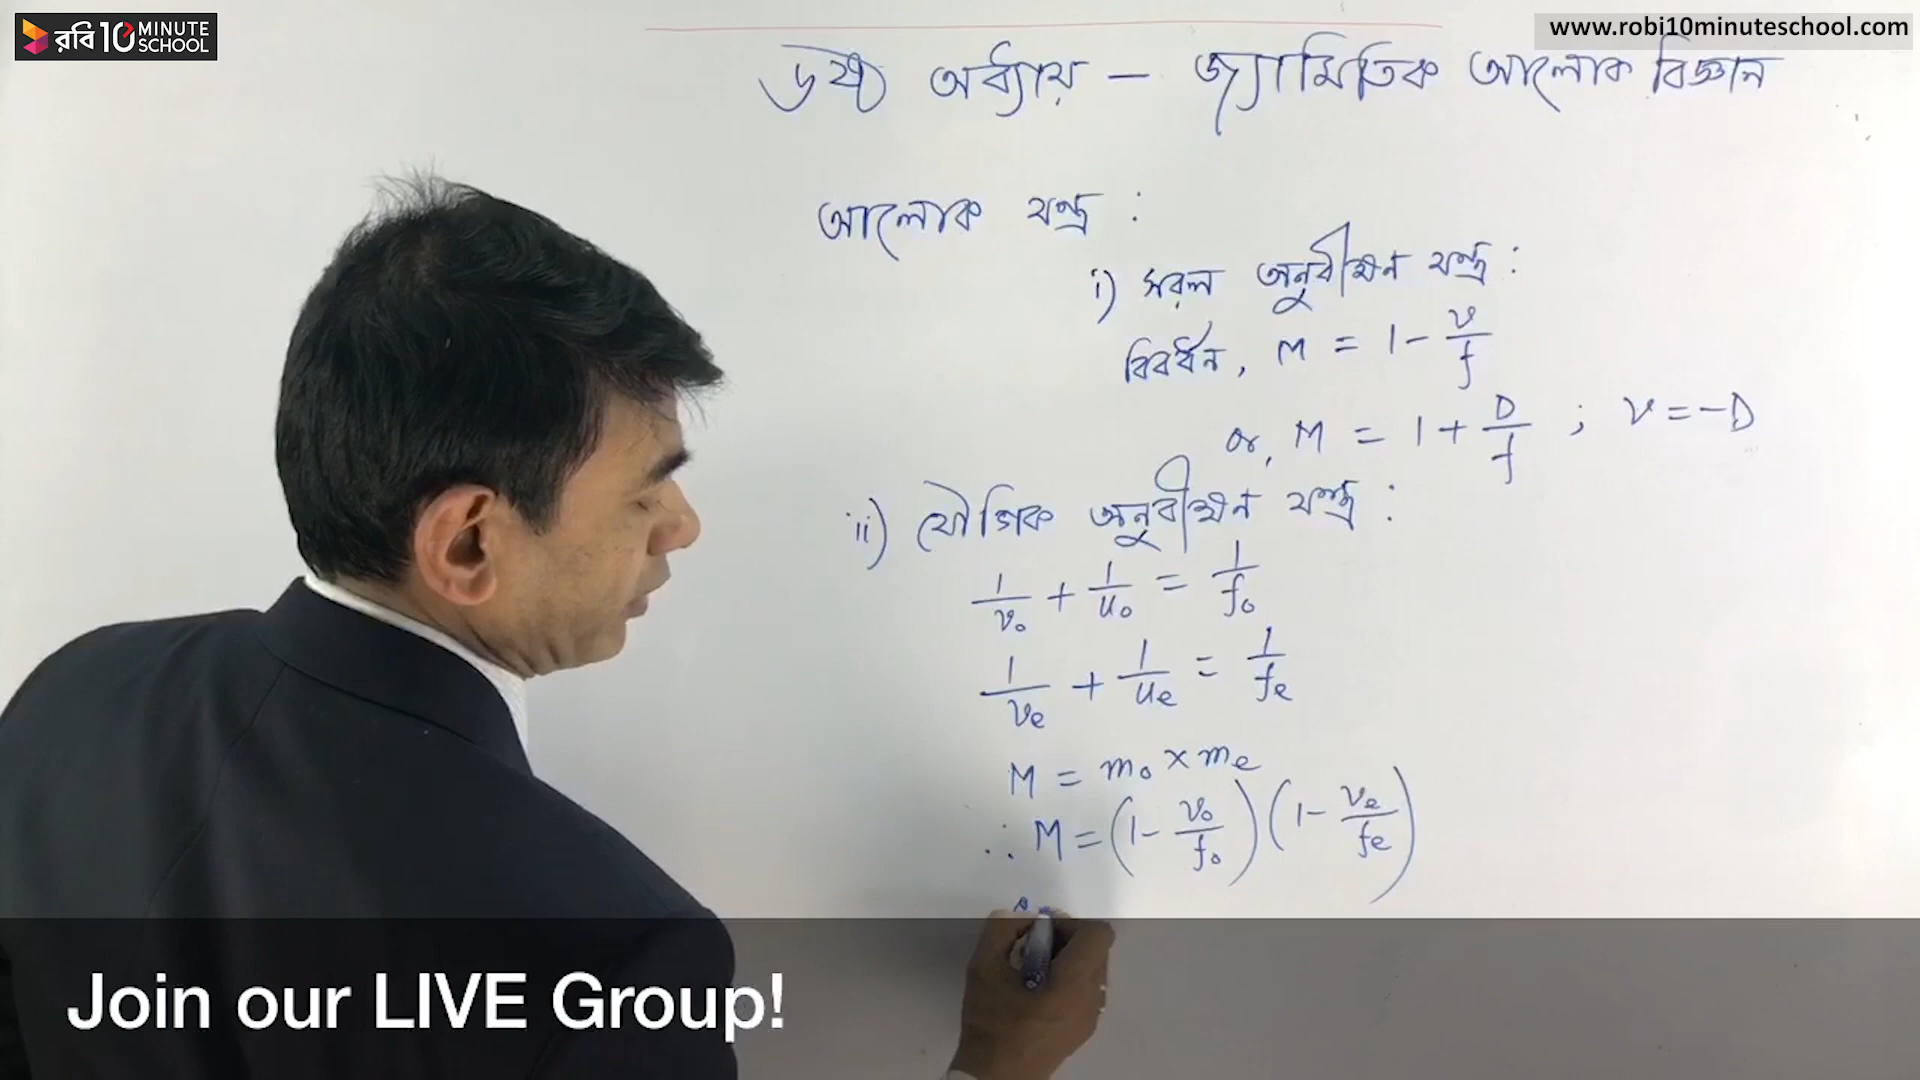 রবি 10 MINUTE SCHOOL
www.robi10minuteschool.com
৬ষ্ঠ অধ্যায় – জ্যামিতিক আলোক বিজ্ঞান
আলোক যন্ত্র :
i) সরল অনুবীক্ষন যন্ত্র :
বিবর্ধন, M = 1 - v/f
or, M = 1 + D/f ; v = -D
ii) যৌগিক অনুবীক্ষন যন্ত্র :
1/v₀ + 1/u₀ = 1/f₀
1/vₑ + 1/uₑ = 1/fₑ
M = m₀ × mₑ
∴ M = (1 - v₀/f₀) (1 - vₑ/fₑ)
Join our LIVE Group!